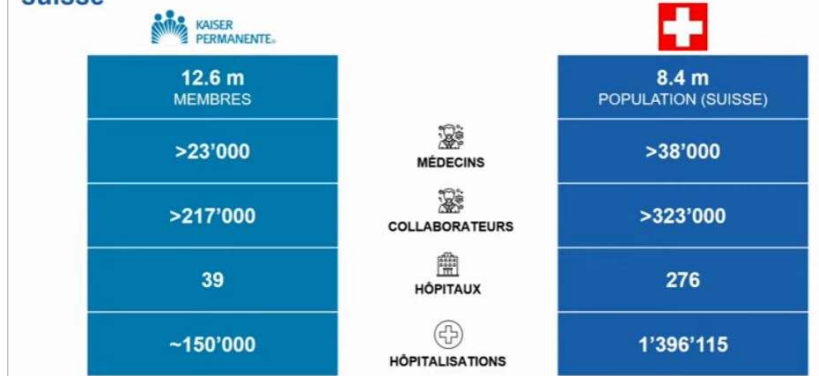 suisse
KAISER
PERMANENTE®
12.6 m
MEMBRES
8.4 m
POPULATION (SUISSE)
>23'000
MÉDECINS
>38'000
>217'000
COLLABORATEURS
>323'000
39
HÔPITAUX
276
~150'000
HÔPITALISATIONS
1'396'115